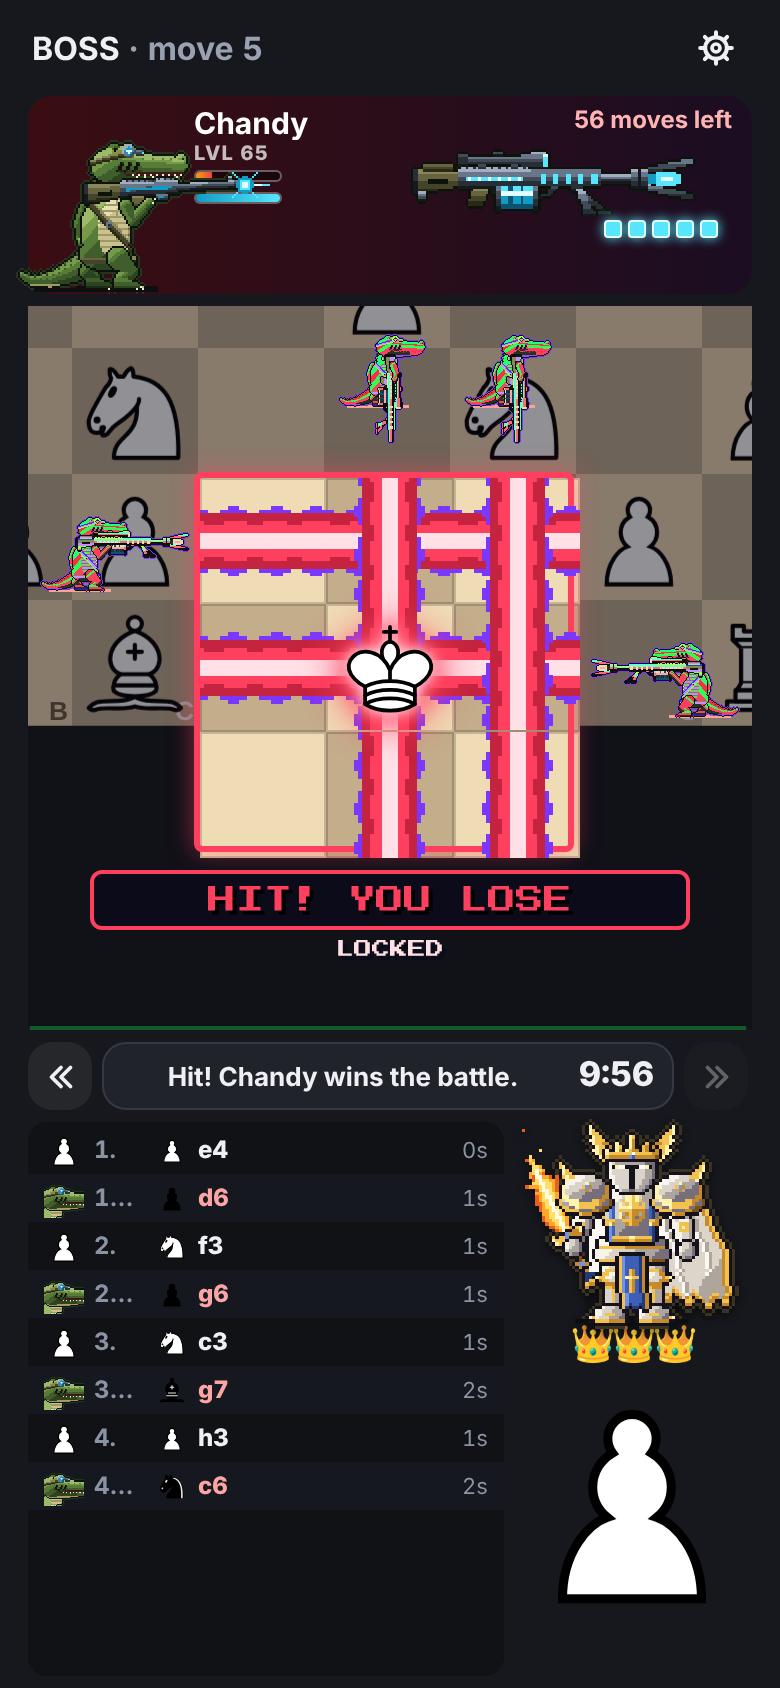 BOSS · move 5
Chandy
56 moves left
LVL 65
B
C
HIT! YOU LOSE
LOCKED
Hit! Chandy wins the battle. 9:56
1. e4 0s
1... d6 1s
2. f3 1s
2... g6 1s
3. c3 1s
3... g7 2s
4. h3 1s
4... c6 2s